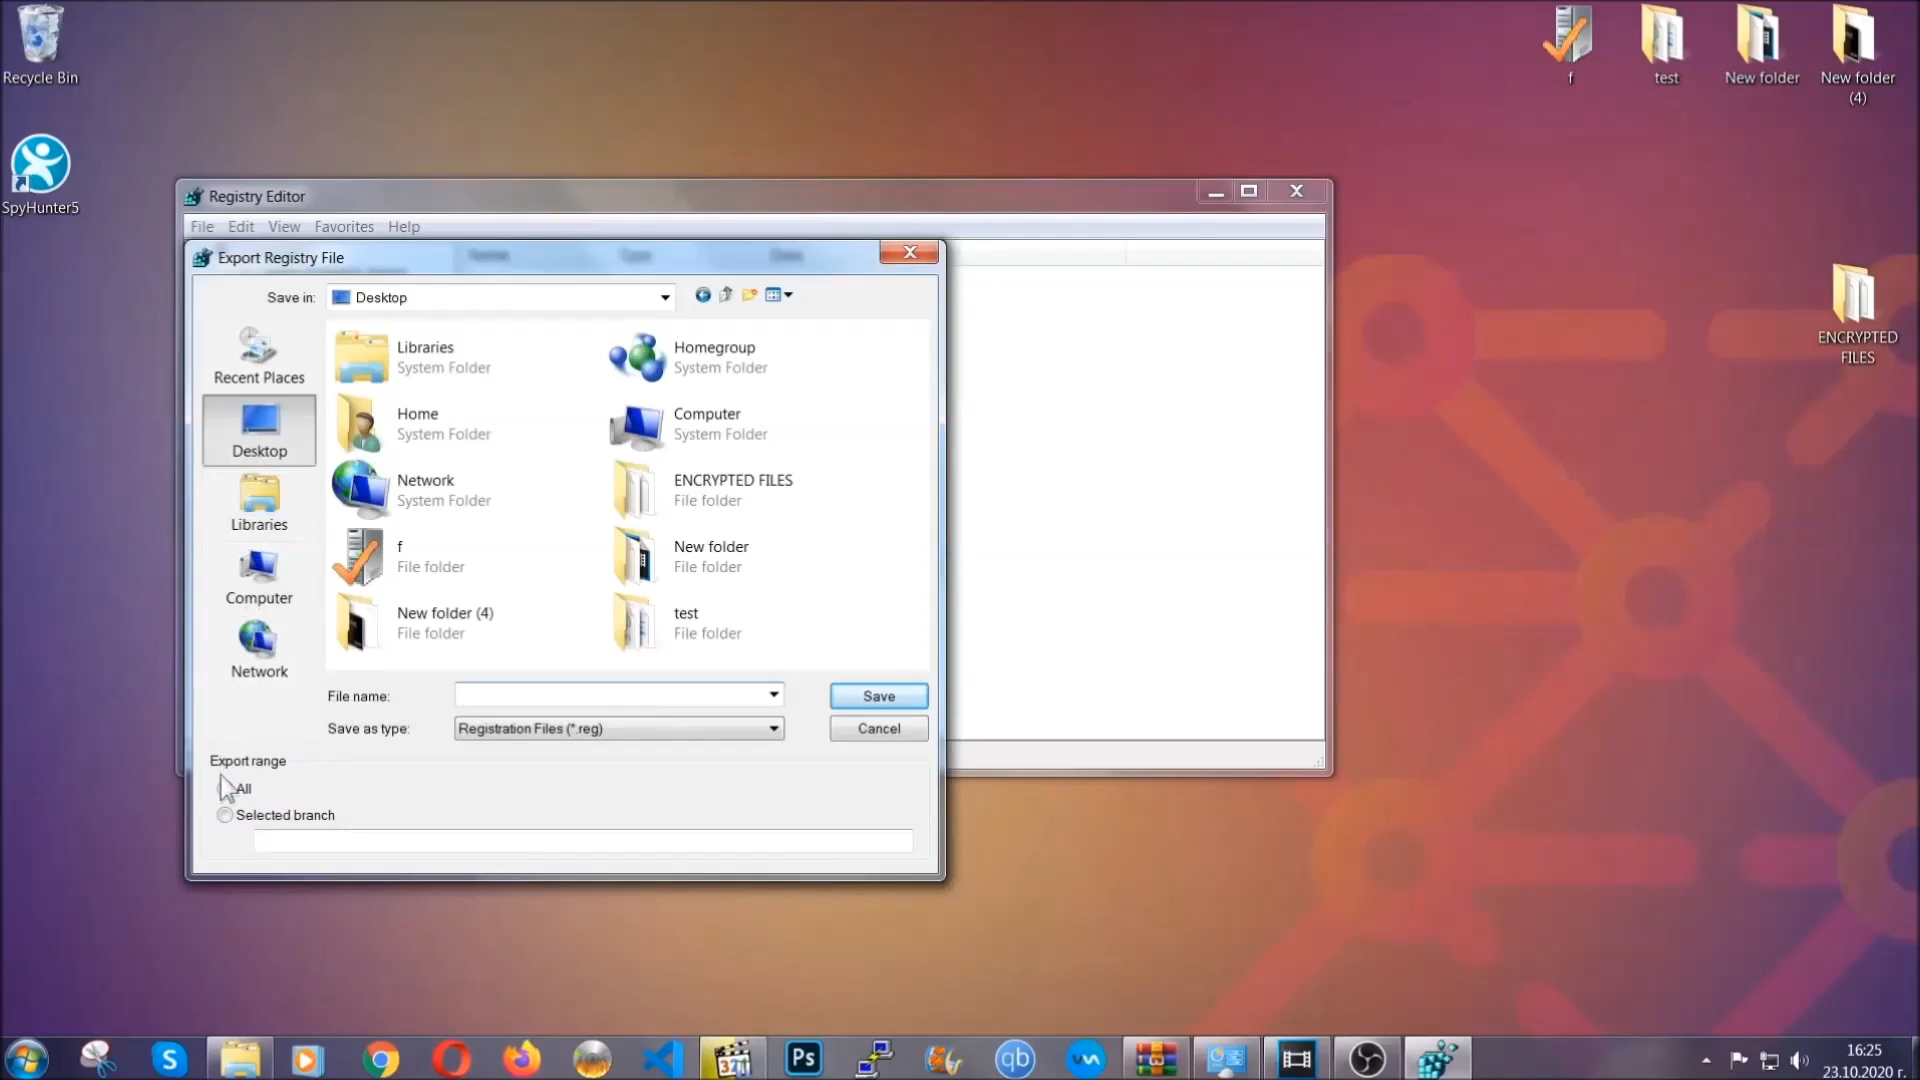 Recycle Bin
SpyHunter5
f
test
New folder
New folder
(4)
ENCRYPTED
FILES
Registry Editor
File Edit View Favorites Help
Export Registry File
Save in:
Desktop
Recent Places
Desktop
Libraries
Computer
Network
Libraries
System Folder
Homegroup
System Folder
Home
System Folder
Computer
System Folder
Network
System Folder
ENCRYPTED FILES
File folder
f
File folder
New folder
File folder
New folder (4)
File folder
test
File folder
File name:
Save
Save as type:
Registration Files (*.reg)
Cancel
Export range
All
Selected branch
S
321
Ps
qb
16:25
23.10.2020 г.